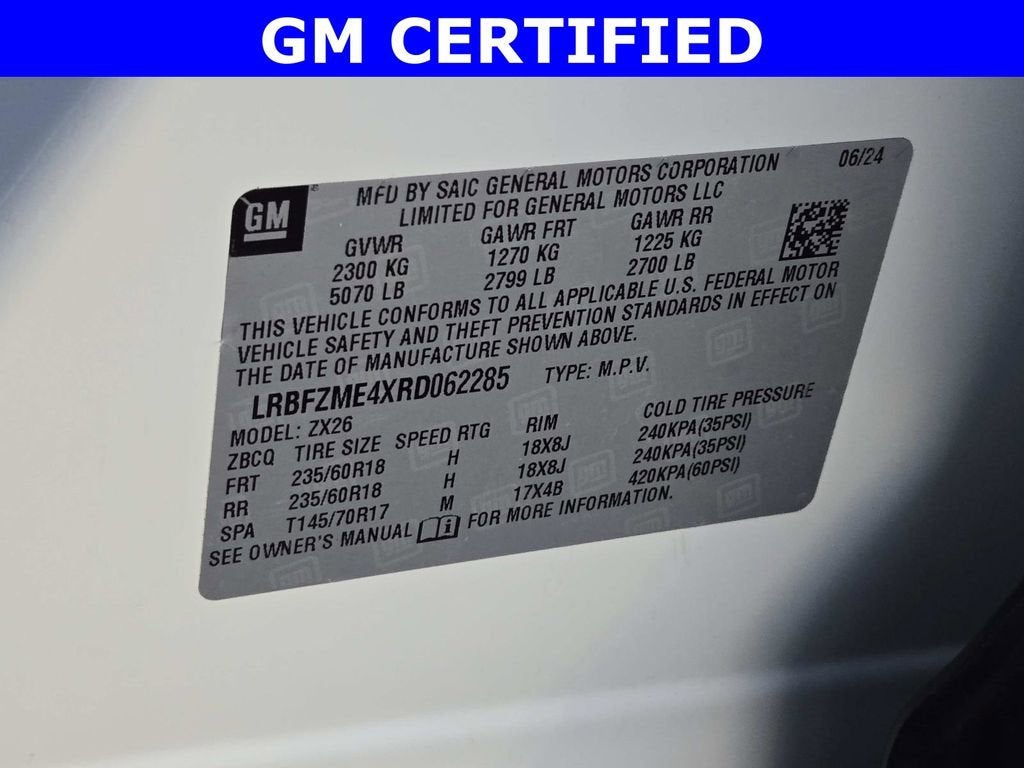 GM CERTIFIED
GM
MFD BY SAIC GENERAL MOTORS CORPORATION 06/24
LIMITED FOR GENERAL MOTORS LLC
GVWR GAWR FRT GAWR RR
2300 KG 1270 KG 1225 KG
5070 LB 2799 LB 2700 LB
THIS VEHICLE CONFORMS TO ALL APPLICABLE U.S. FEDERAL MOTOR
VEHICLE SAFETY AND THEFT PREVENTION STANDARDS IN EFFECT ON
THE DATE OF MANUFACTURE SHOWN ABOVE.
LRBFZME4XRD062285 TYPE: M.P.V.
MODEL: ZX26
ZBCQ TIRE SIZE SPEED RTG RIM COLD TIRE PRESSURE
FRT 235/60R18 H 18X8J 240KPA(35PSI)
RR 235/60R18 H 18X8J 240KPA(35PSI)
SPA T145/70R17 M 17X4B 420KPA(60PSI)
SEE OWNER'S MANUAL FOR MORE INFORMATION.